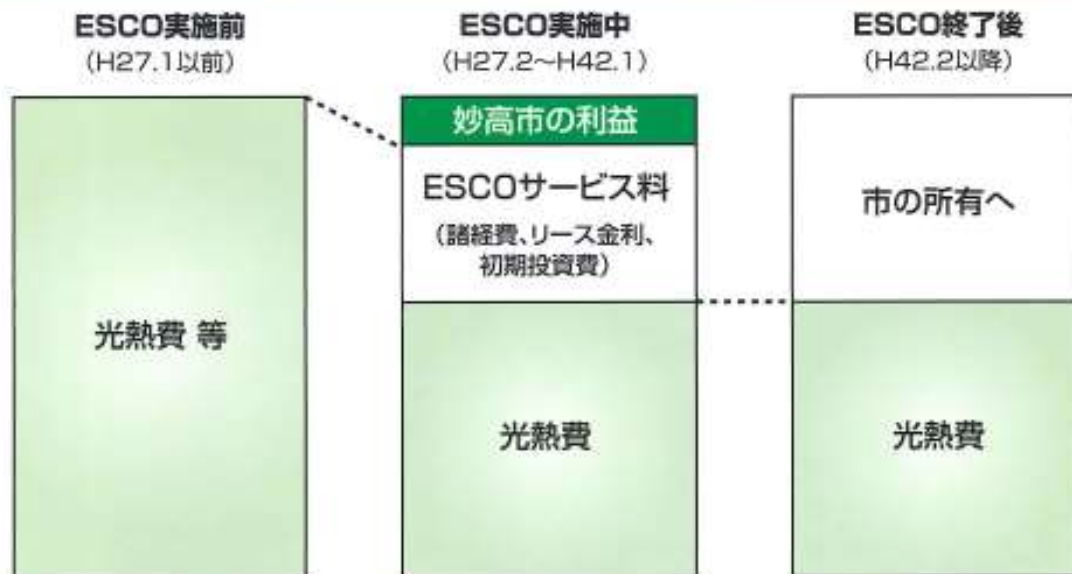 ESCO実施前
(H27.1以前)
光熱費 等
ESCO実施中
(H27.2〜H42.1)
妙高市の利益
ESCOサービス料
(諸経費、リース金利、
初期投資費)
光熱費
ESCO終了後
(H42.2以降)
市の所有へ
光熱費